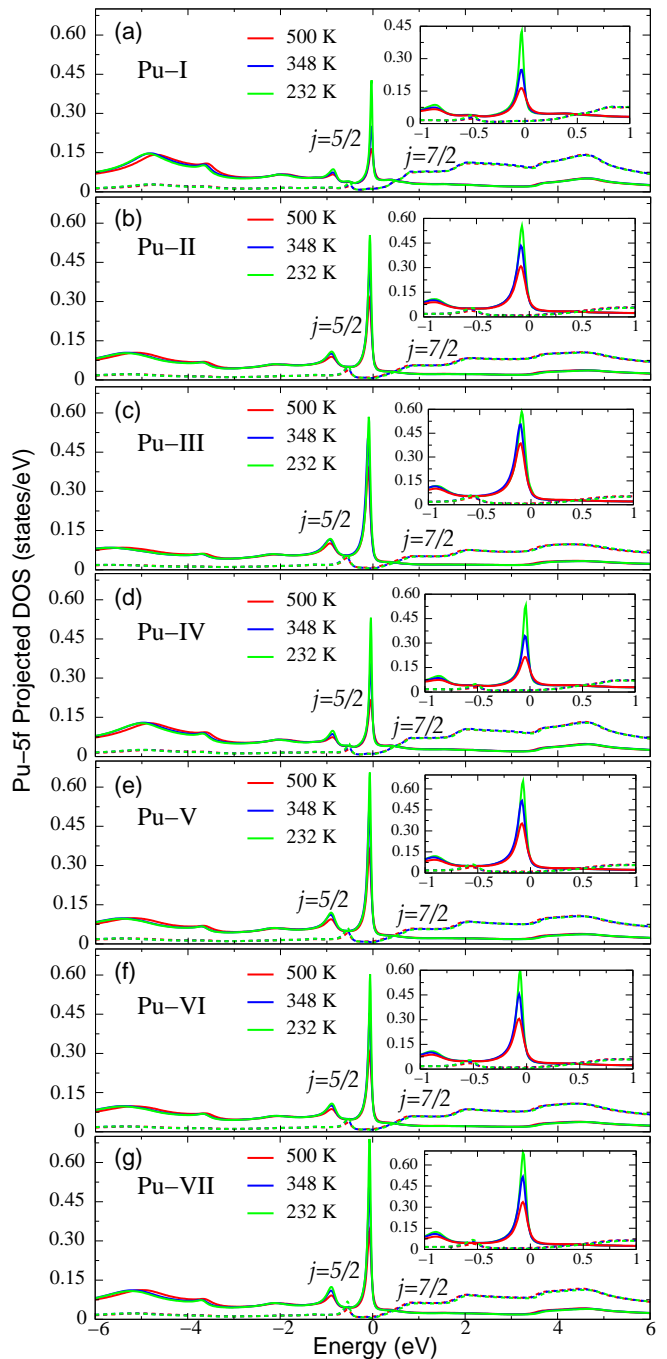 Pu–5f Projected DOS (states/eV)
(a)
Pu–I
500 K
348 K
232 K
j=5/2
j=7/2
0.60
0.45
0.30
0.15
0
0.45
0.30
0.15
0
−1 −0.5 0 0.5 1
(b)
Pu–II
500 K
348 K
232 K
j=5/2
j=7/2
0.60
0.45
0.30
0.15
0
0.60
0.45
0.30
0.15
0
−1 −0.5 0 0.5 1
(c)
Pu–III
500 K
348 K
232 K
j=5/2
j=7/2
0.60
0.45
0.30
0.15
0
0.60
0.45
0.30
0.15
0
−1 −0.5 0 0.5 1
(d)
Pu–IV
500 K
348 K
232 K
j=5/2
j=7/2
0.60
0.45
0.30
0.15
0
0.60
0.45
0.30
0.15
0
−1 −0.5 0 0.5 1
(e)
Pu–V
500 K
348 K
232 K
j=5/2
j=7/2
0.60
0.45
0.30
0.15
0
0.60
0.45
0.30
0.15
0
−1 −0.5 0 0.5 1
(f)
Pu–VI
500 K
348 K
232 K
j=5/2
j=7/2
0.60
0.45
0.30
0.15
0
0.60
0.45
0.30
0.15
0
−1 −0.5 0 0.5 1
(g)
Pu–VII
500 K
348 K
232 K
j=5/2
j=7/2
0.60
0.45
0.30
0.15
0
0.60
0.45
0.30
0.15
0
−1 −0.5 0 0.5 1
−6 −4 −2 0 2 4 6
Energy (eV)